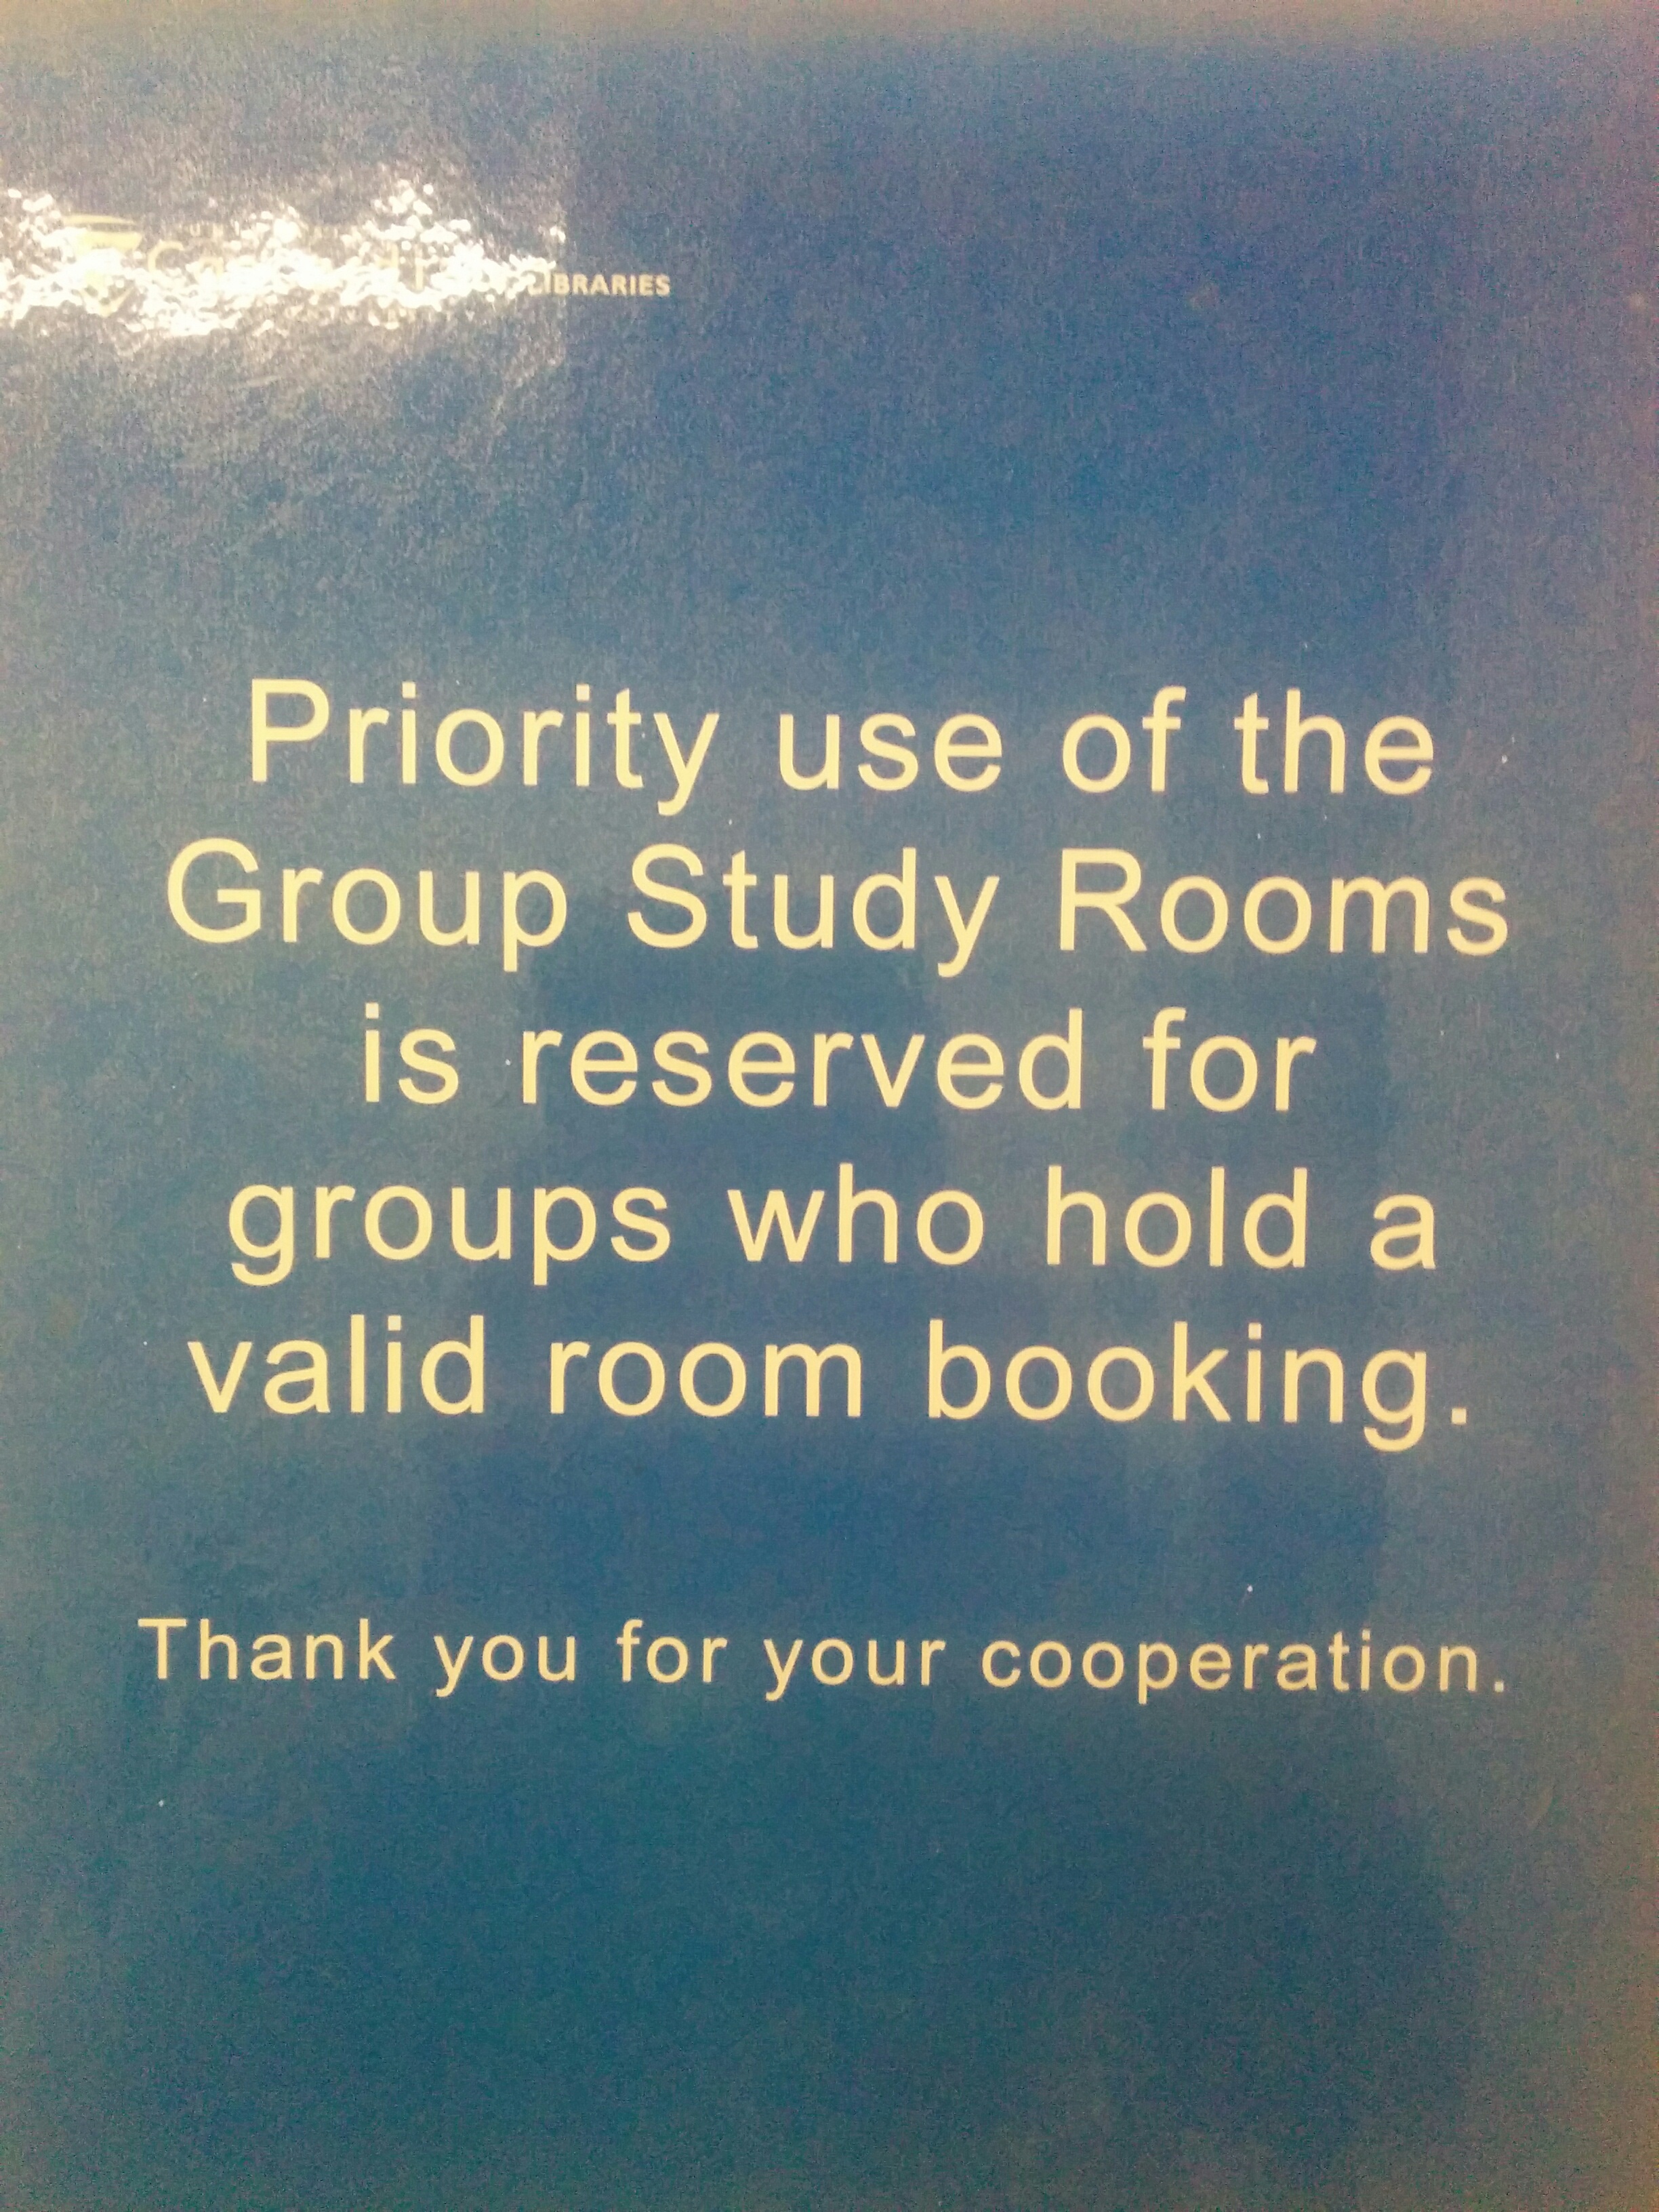 LIBRARIES
Priority use of the
Group Study Rooms
is reserved for
groups who hold a
valid room booking.
Thank you for your cooperation.